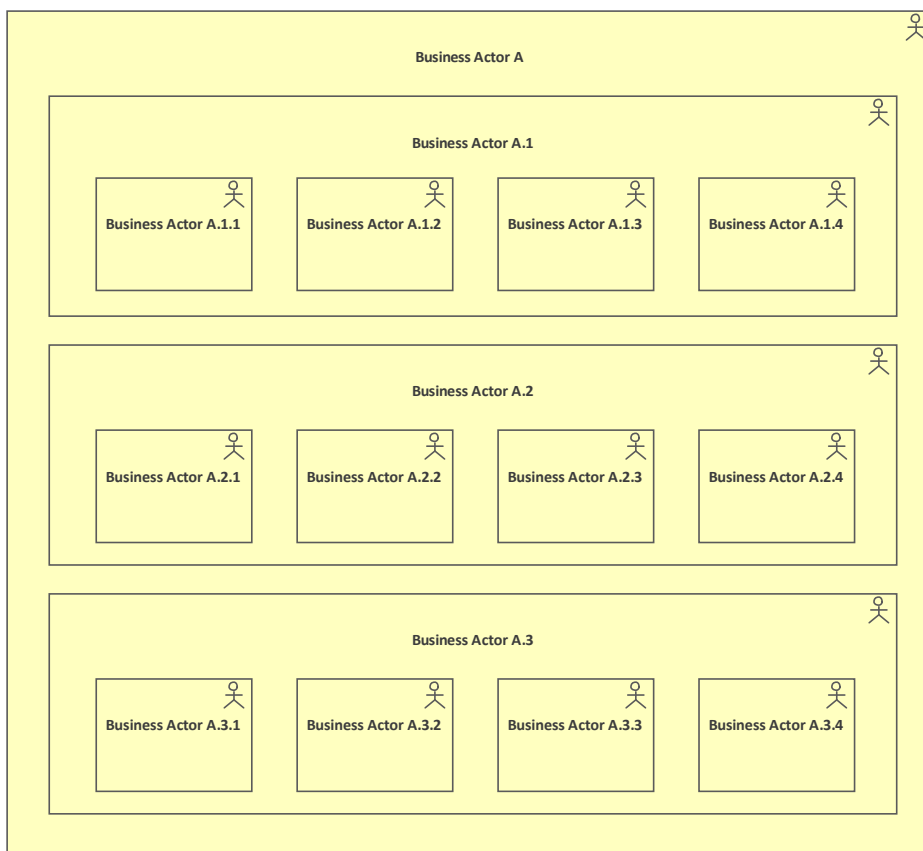 Business Actor A
Business Actor A.1
Business Actor A.1.1
Business Actor A.1.2
Business Actor A.1.3
Business Actor A.1.4
Business Actor A.2
Business Actor A.2.1
Business Actor A.2.2
Business Actor A.2.3
Business Actor A.2.4
Business Actor A.3
Business Actor A.3.1
Business Actor A.3.2
Business Actor A.3.3
Business Actor A.3.4